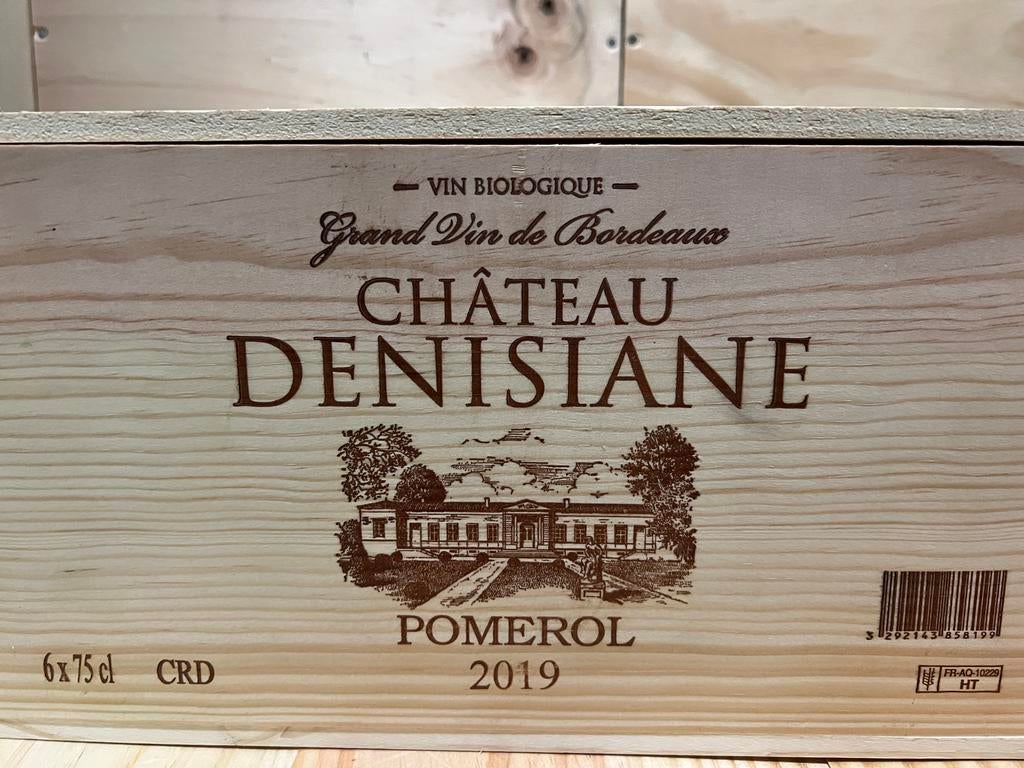 VIN BIOLOGIQUE
Grand Vin de Bordeaux
CHÂTEAU
DENISIANE
POMEROL
2019
6 x 75 cl CRD
3 292143 858199
FR-AQ-10229
HT